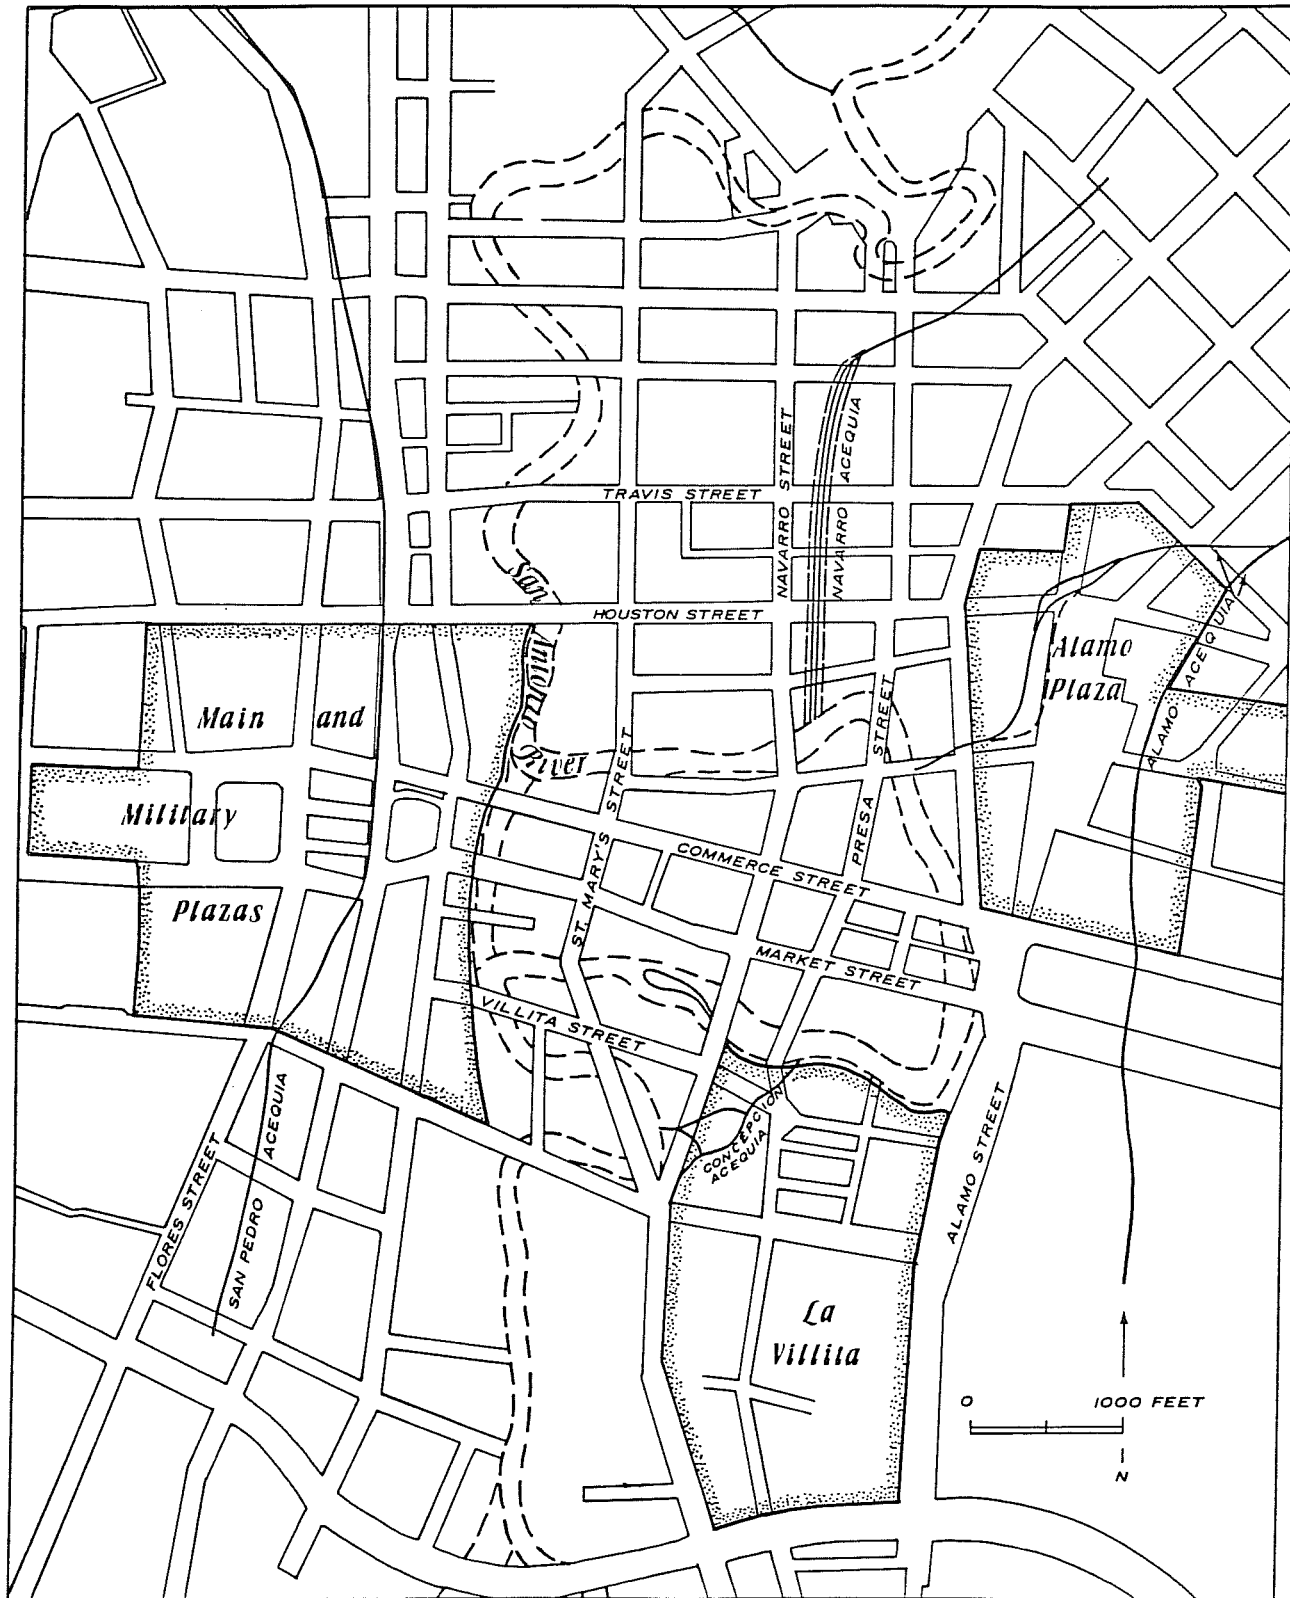 TRAVIS STREET
NAVARRO STREET
NAVARRO ACEQUIA
HOUSTON STREET
San Antonio River
Alamo
Plaza
ALAMO ACEQUIA
Main and
Military
Plazas
ST. MARY'S STREET
PRESA STREET
COMMERCE STREET
MARKET STREET
VILLITA STREET
CONCEPCION
ACEQUIA
FLORES STREET
SAN PEDRO ACEQUIA
ALAMO STREET
La
Villita
0 1000 FEET
N